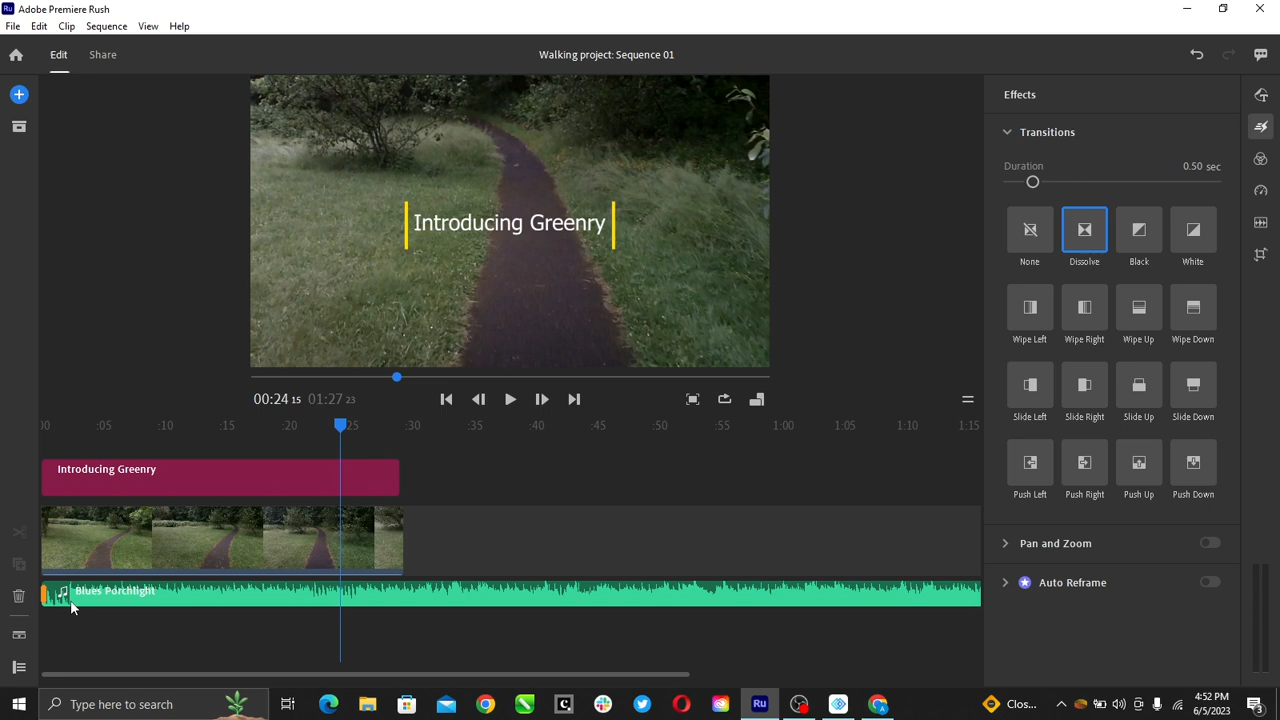 Ru Adobe Premiere Rush
File Edit Clip Sequence View Help
Edit Share Walking project: Sequence 01
Effects
Transitions
Duration 0.50 sec
None Dissolve Black White
Wipe Left Wipe Right Wipe Up Wipe Down
Slide Left Slide Right Slide Up Slide Down
Push Left Push Right Push Up Push Down
Pan and Zoom
Auto Reframe
Introducing Greenry
00:24 15 01:27 23
:00 :05 :10 :15 :20 :25 :30 :35 :40 :45 :50 :55 1:00 1:05 1:10 1:15
Introducing Greenry
Blues Porchlight
Type here to search
Ru
Clos...
4:52 PM
6/5/2023
3